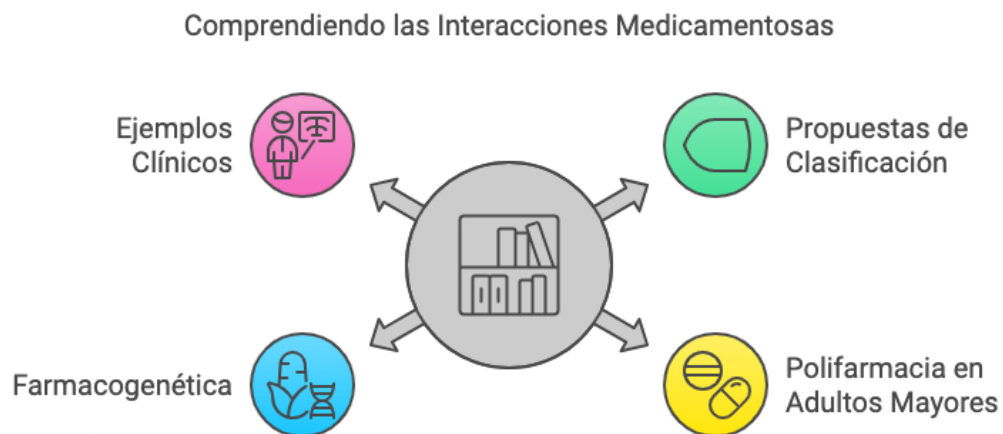 Comprendiendo las Interacciones Medicamentosas
Ejemplos
Clínicos
Propuestas de
Clasificación
Farmacogenética
Polifarmacia en
Adultos Mayores